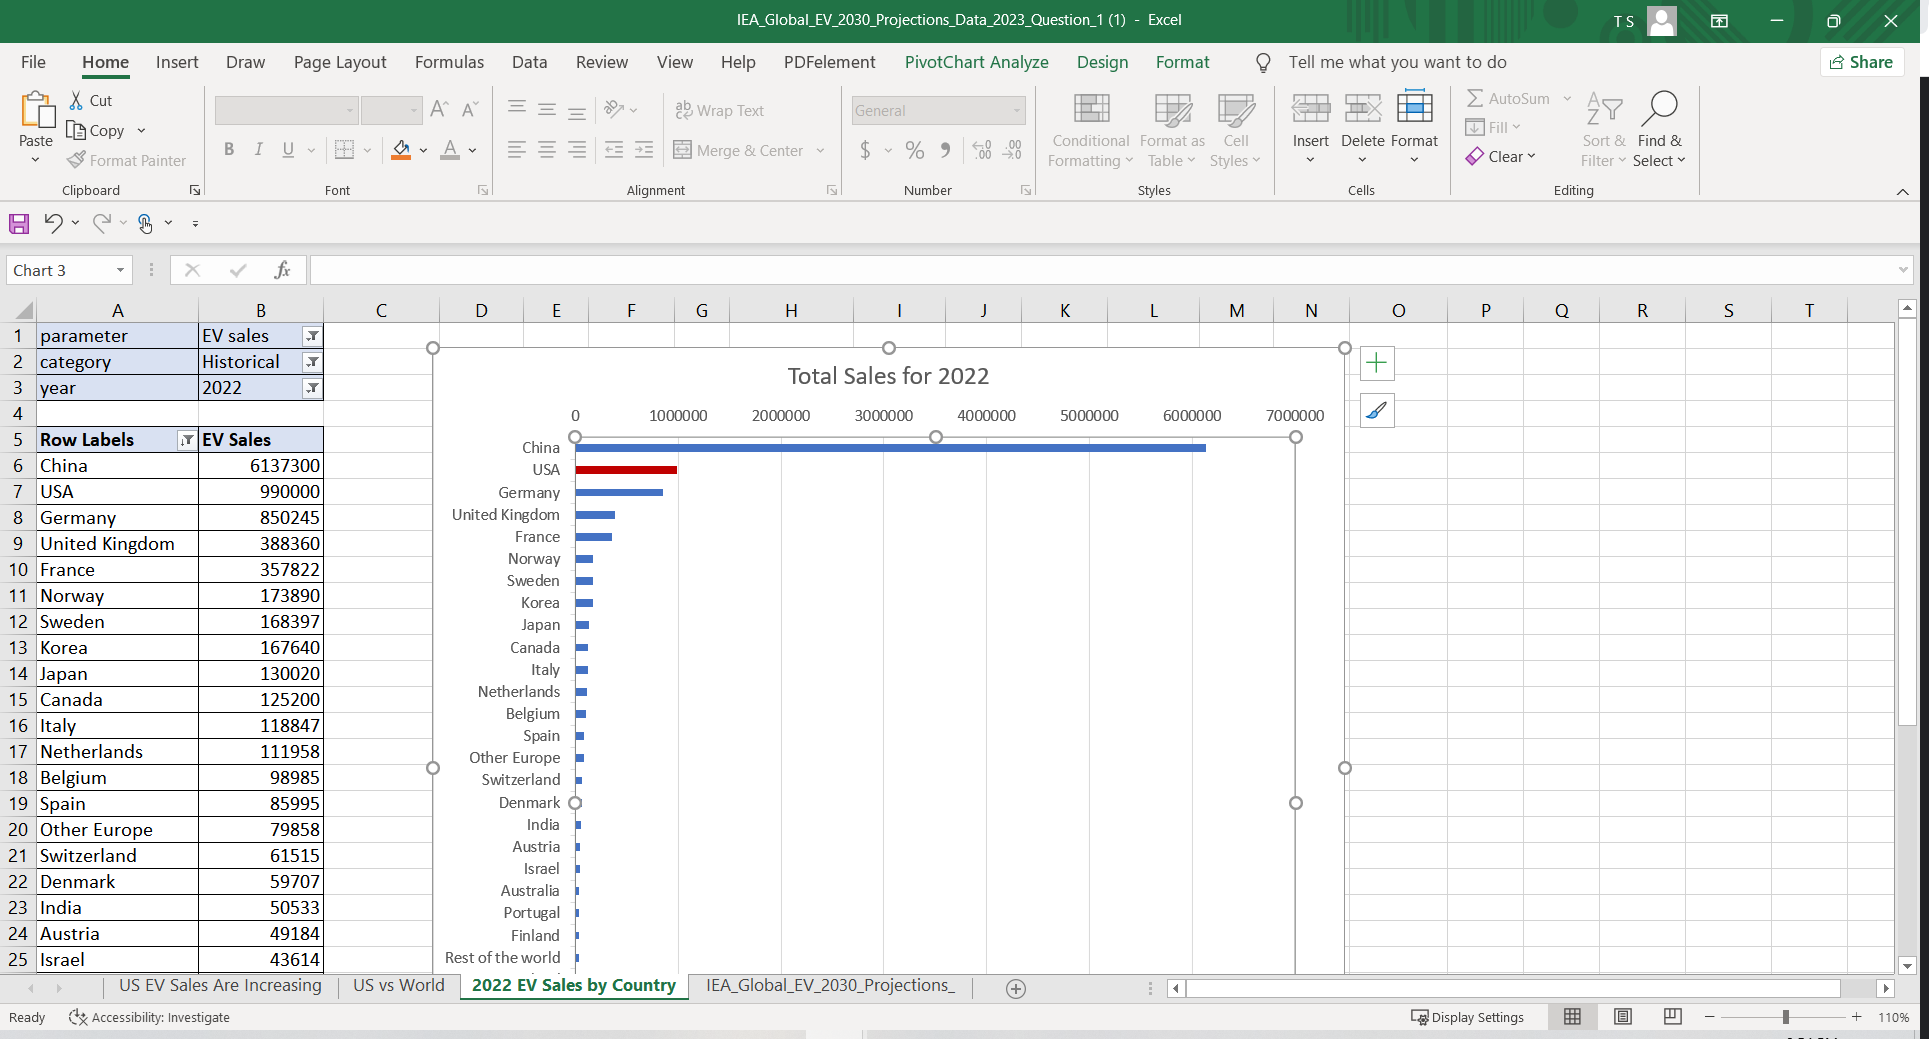 IEA_Global_EV_2030_Projections_Data_2023_Question_1 (1) - Excel
T S
File Home Insert Draw Page Layout Formulas Data Review View Help PDFelement PivotChart Analyze Design Format Tell me what you want to do Share
Paste
Cut
Copy
Format Painter
Clipboard
B I U
A
Font
ab Wrap Text
Merge & Center
Alignment
General
$ % 9
Number
Conditional Formatting
Format as Table
Cell Styles
Styles
Insert Delete Format
Cells
AutoSum
Fill
Clear
Sort & Filter
Find & Select
Editing
Chart 3
fx
A B C D E F G H I J K L M N O P Q R S T
1 parameter EV sales
2 category Historical
3 year 2022
4
5 Row Labels EV Sales
6 China 6137300
7 USA 990000
8 Germany 850245
9 United Kingdom 388360
10 France 357822
11 Norway 173890
12 Sweden 168397
13 Korea 167640
14 Japan 130020
15 Canada 125200
16 Italy 118847
17 Netherlands 111958
18 Belgium 98985
19 Spain 85995
20 Other Europe 79858
21 Switzerland 61515
22 Denmark 59707
23 India 50533
24 Austria 49184
25 Israel 43614
Total Sales for 2022
0 1000000 2000000 3000000 4000000 5000000 6000000 7000000
China
USA
Germany
United Kingdom
France
Norway
Sweden
Korea
Japan
Canada
Italy
Netherlands
Belgium
Spain
Other Europe
Switzerland
Denmark
India
Austria
Israel
Australia
Portugal
Finland
Rest of the world
US EV Sales Are Increasing US vs World 2022 EV Sales by Country IEA_Global_EV_2030_Projections_
Ready Accessibility: Investigate Display Settings 110%